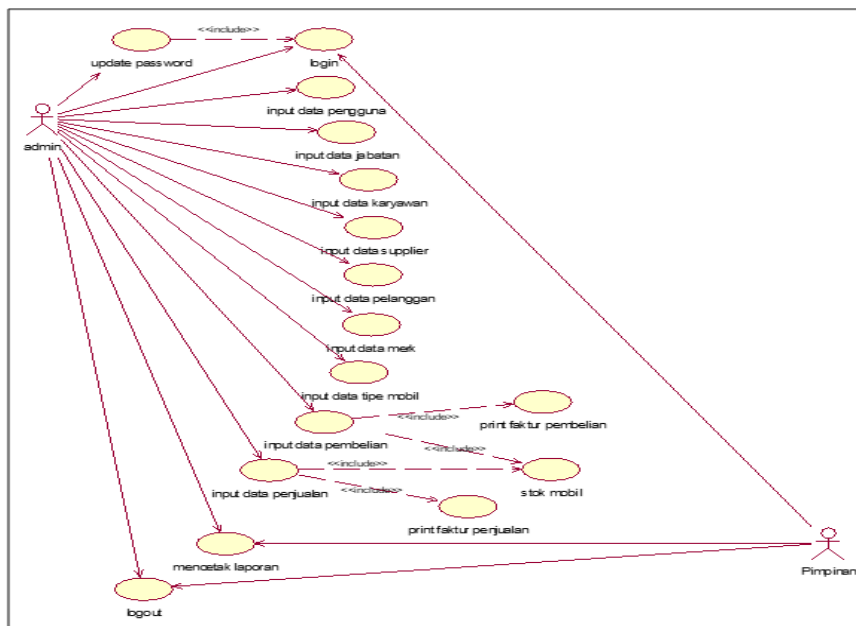 <<include>>
update password
login
input data pengguna
admin
input data jabatan
input data karyawan
input data supplier
input data pelanggan
input data merk
input data tipe mobil
<<include>>
print faktur pembelian
input data pembelian
<<include>>
<<include>>
input data penjualan
<<include>>
stok mobil
print faktur penjualan
mencetak laporan
Pimpinan
logout